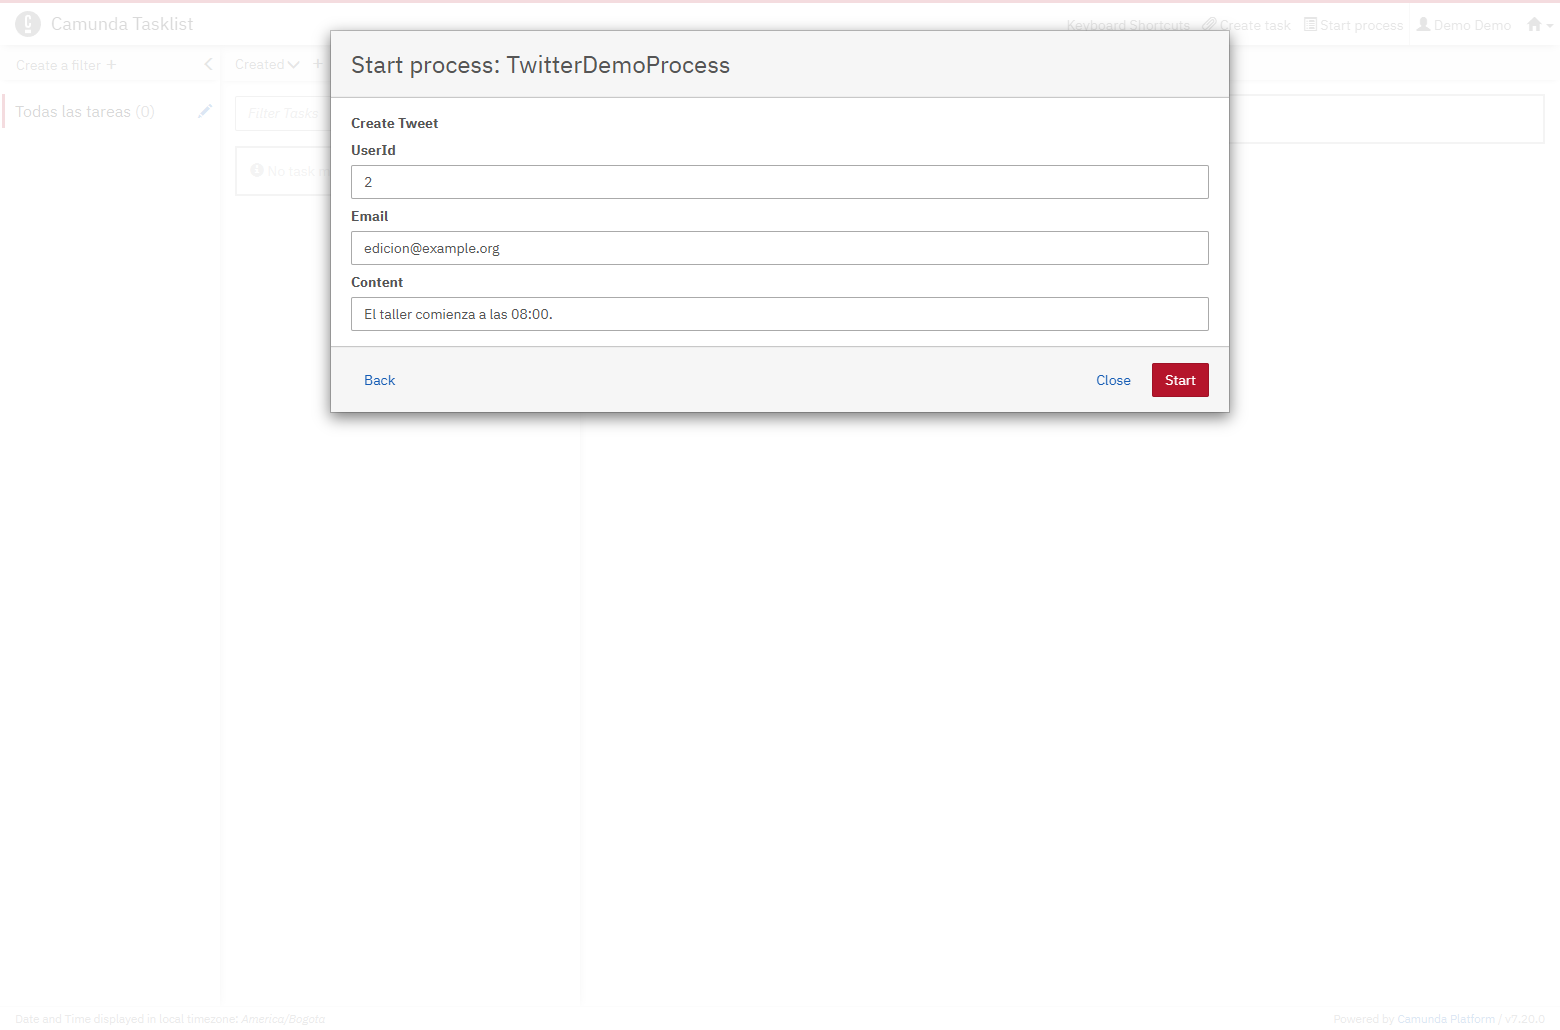 Camunda Tasklist
Keyboard Shortcuts Create task Start process Demo Demo
Create a filter +
Created +
Todas las tareas (0)
Filter Tasks
No task m
Start process: TwitterDemoProcess
Create Tweet
UserId
2
Email
edicion@example.org
Content
El taller comienza a las 08:00.
Back
Close
Start
Date and Time displayed in local timezone: America/Bogota
Powered by Camunda Platform / v7.20.0